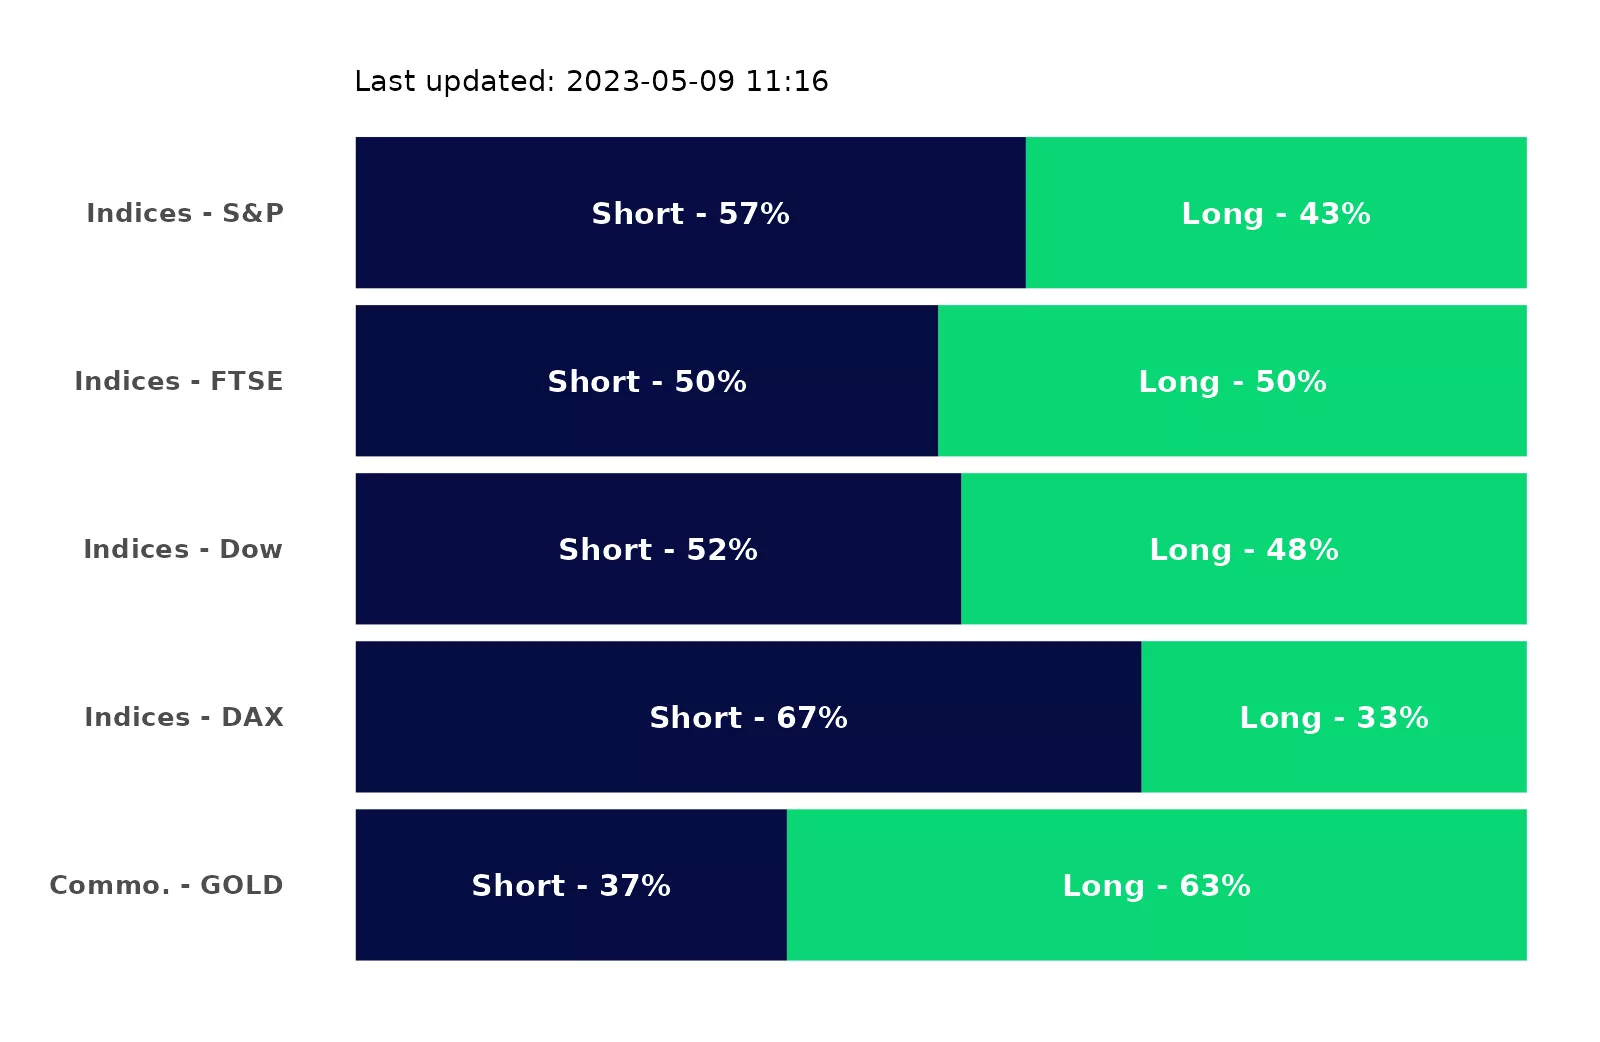 Last updated: 2023-05-09 11:16
Indices - S&P Short - 57% Long - 43%
Indices - FTSE Short - 50% Long - 50%
Indices - Dow Short - 52% Long - 48%
Indices - DAX Short - 67% Long - 33%
Commo. - GOLD Short - 37% Long - 63%